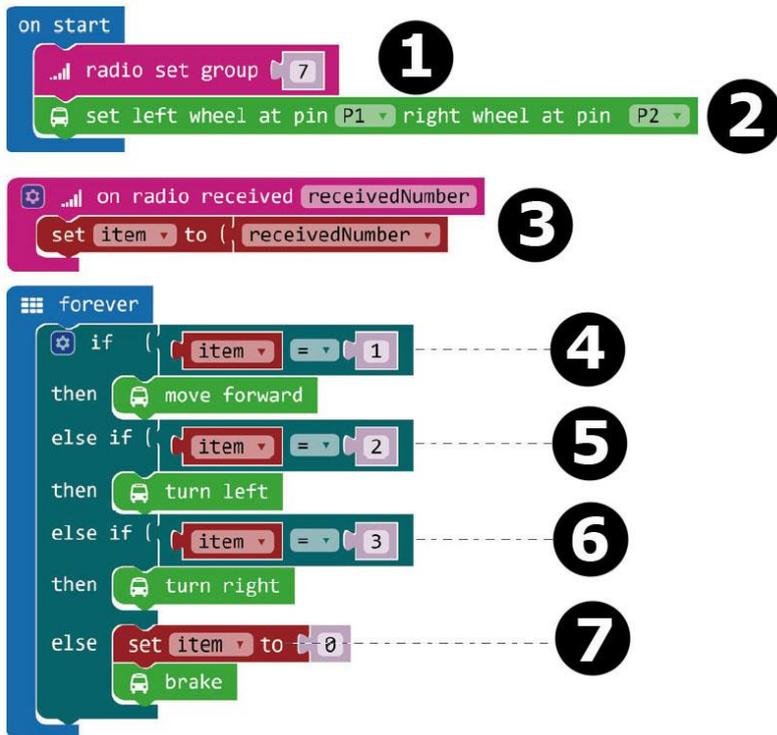 on start
radio set group 7
1
set left wheel at pin P1 right wheel at pin P2
2
on radio received receivedNumber
set item to ( receivedNumber
3
forever
if ( item = 1
4
then move forward
else if ( item = 2
5
then turn left
else if ( item = 3
6
then turn right
else set item to 0
7
brake